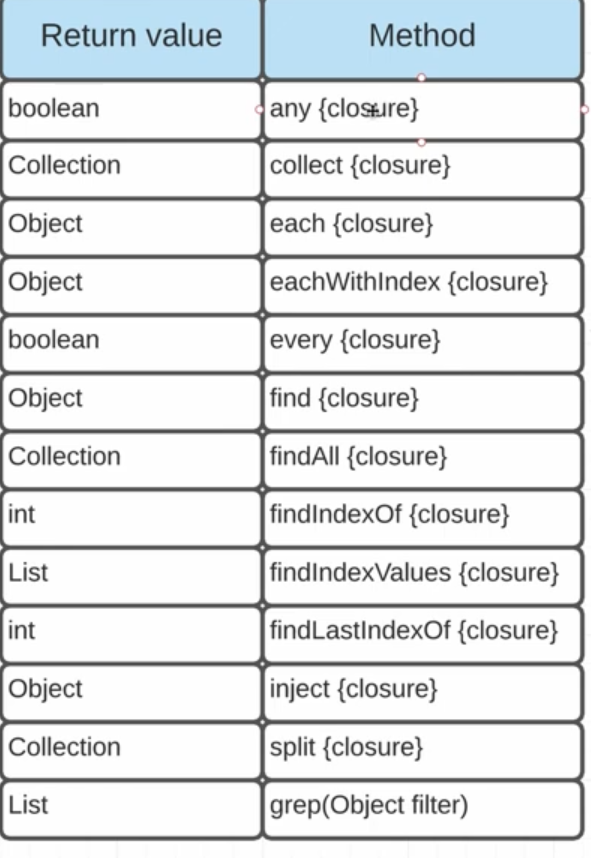 Return value Method
boolean any {closure}
Collection collect {closure}
Object each {closure}
Object eachWithIndex {closure}
boolean every {closure}
Object find {closure}
Collection findAll {closure}
int findIndexOf {closure}
List findIndexValues {closure}
int findLastIndexOf {closure}
Object inject {closure}
Collection split {closure}
List grep(Object filter)